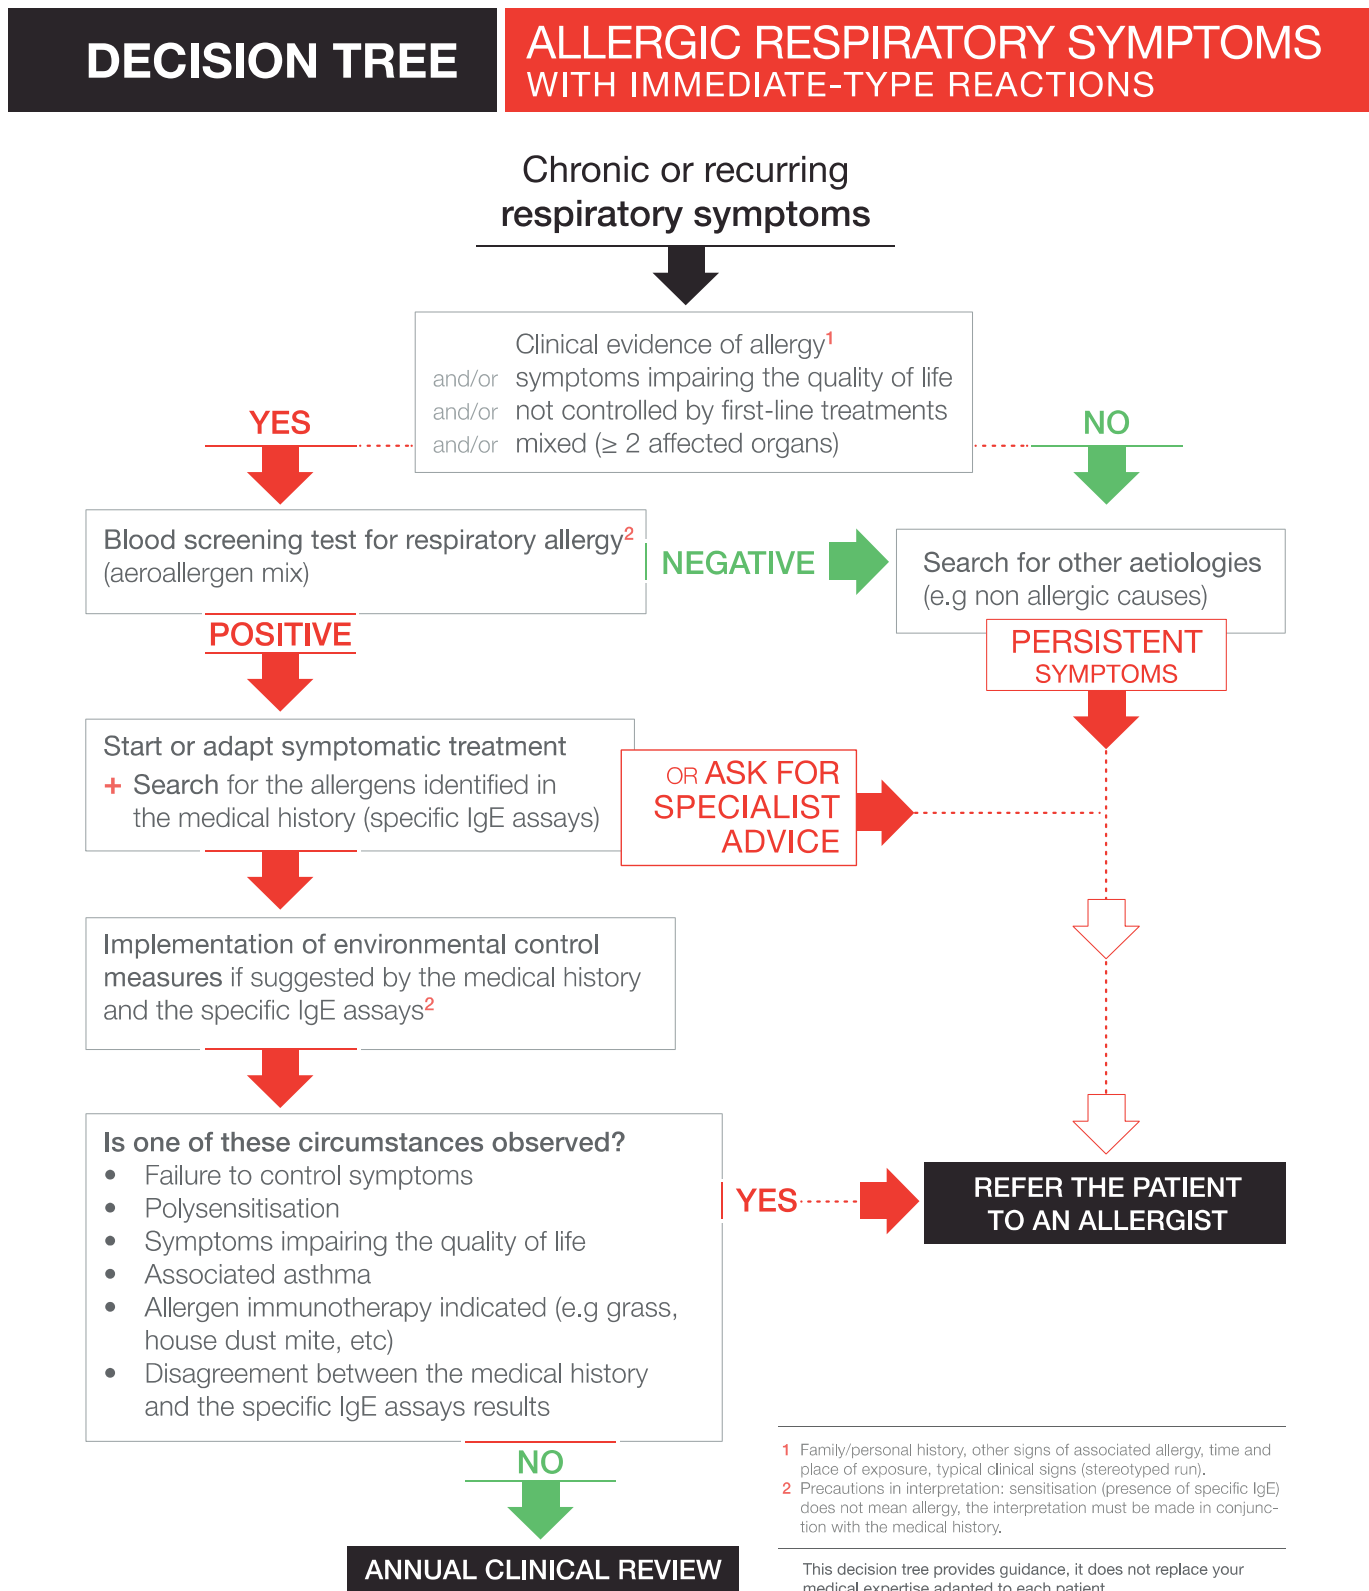 DECISION TREE
ALLERGIC RESPIRATORY SYMPTOMS
WITH IMMEDIATE-TYPE REACTIONS
Chronic or recurring
respiratory symptoms
Clinical evidence of allergy1
and/or symptoms impairing the quality of life
and/or not controlled by first-line treatments
and/or mixed (≥ 2 affected organs)
YES
NO
Blood screening test for respiratory allergy2
(aeroallergen mix)
NEGATIVE
Search for other aetiologies
(e.g non allergic causes)
POSITIVE
PERSISTENT
SYMPTOMS
Start or adapt symptomatic treatment
+ Search for the allergens identified in
the medical history (specific IgE assays)
OR ASK FOR
SPECIALIST
ADVICE
Implementation of environmental control
measures if suggested by the medical history
and the specific IgE assays2
Is one of these circumstances observed?
• Failure to control symptoms
• Polysensitisation
• Symptoms impairing the quality of life
• Associated asthma
• Allergen immunotherapy indicated (e.g grass,
house dust mite, etc)
• Disagreement between the medical history
and the specific IgE assays results
YES
REFER THE PATIENT
TO AN ALLERGIST
NO
ANNUAL CLINICAL REVIEW
1 Family/personal history, other signs of associated allergy, time and
place of exposure, typical clinical signs (stereotyped run).
2 Precautions in interpretation: sensitisation (presence of specific IgE)
does not mean allergy, the interpretation must be made in conjunc-
tion with the medical history.
This decision tree provides guidance, it does not replace your
medical expertise adapted to each patient